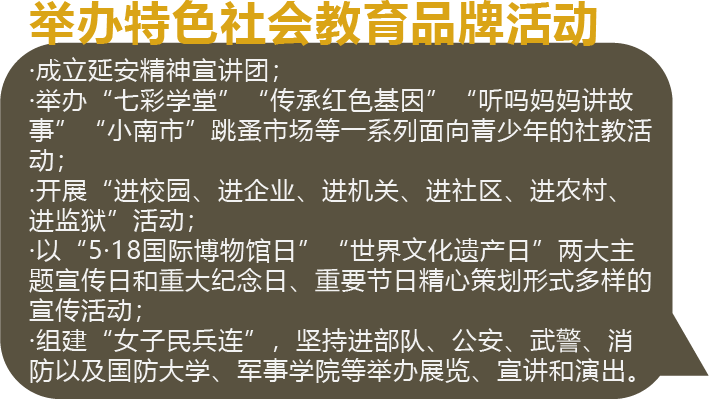 举办特色社会教育品牌活动
·成立延安精神宣讲团；
·举办“七彩学堂”“传承红色基因”“听吗妈妈讲故
事”“小南市”跳蚤市场等一系列面向青少年的社教活
动；
·开展“进校园、进企业、进机关、进社区、进农村、
进监狱”活动；
·以“5·18国际博物馆日”“世界文化遗产日”两大主
题宣传日和重大纪念日、重要节日精心策划形式多样的
宣传活动；
·组建“女子民兵连”，坚持进部队、公安、武警、消
防以及国防大学、军事学院等举办展览、宣讲和演出。